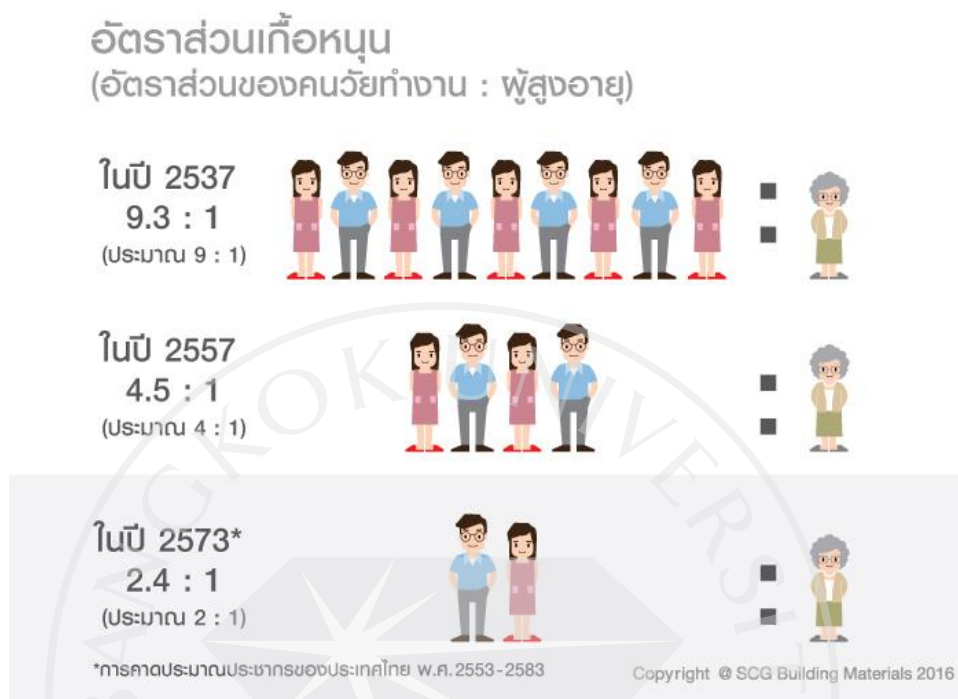 อัตราส่วนเกื้อหนุน
(อัตราส่วนของคนวัยทำงาน : ผู้สูงอายุ)
ในปี 2537
9.3 : 1
(ประมาณ 9 : 1)
ในปี 2557
4.5 : 1
(ประมาณ 4 : 1)
ในปี 2573*
2.4 : 1
(ประมาณ 2 : 1)
*การคาดประมาณประชากรของประเทศไทย พ.ศ.2553-2583
Copyright @ SCG Building Materials 2016
BANGKOK UNIVERSITY